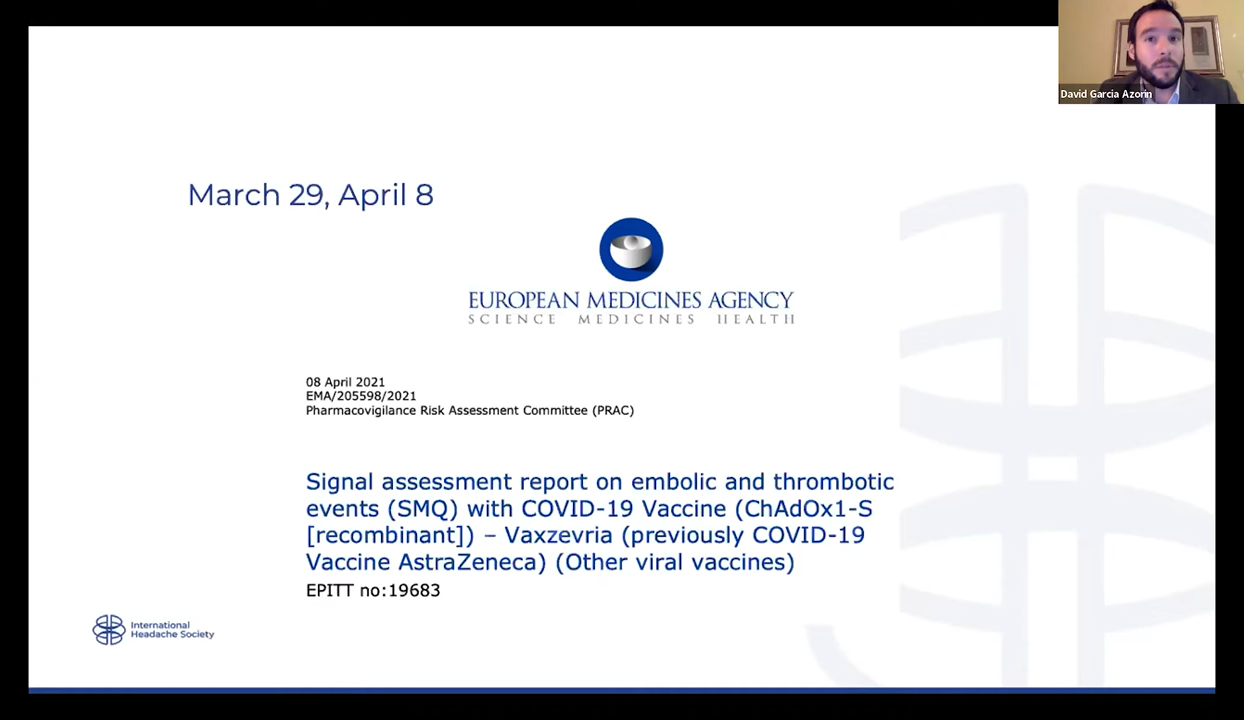 David Garcia Azorin
March 29, April 8
EUROPEAN MEDICINES AGENCY
SCIENCE MEDICINES HEALTH
08 April 2021
EMA/205598/2021
Pharmacovigilance Risk Assessment Committee (PRAC)
Signal assessment report on embolic and thrombotic
events (SMQ) with COVID-19 Vaccine (ChAdOx1-S
[recombinant]) – Vaxzevria (previously COVID-19
Vaccine AstraZeneca) (Other viral vaccines)
EPITT no:19683
International
Headache Society